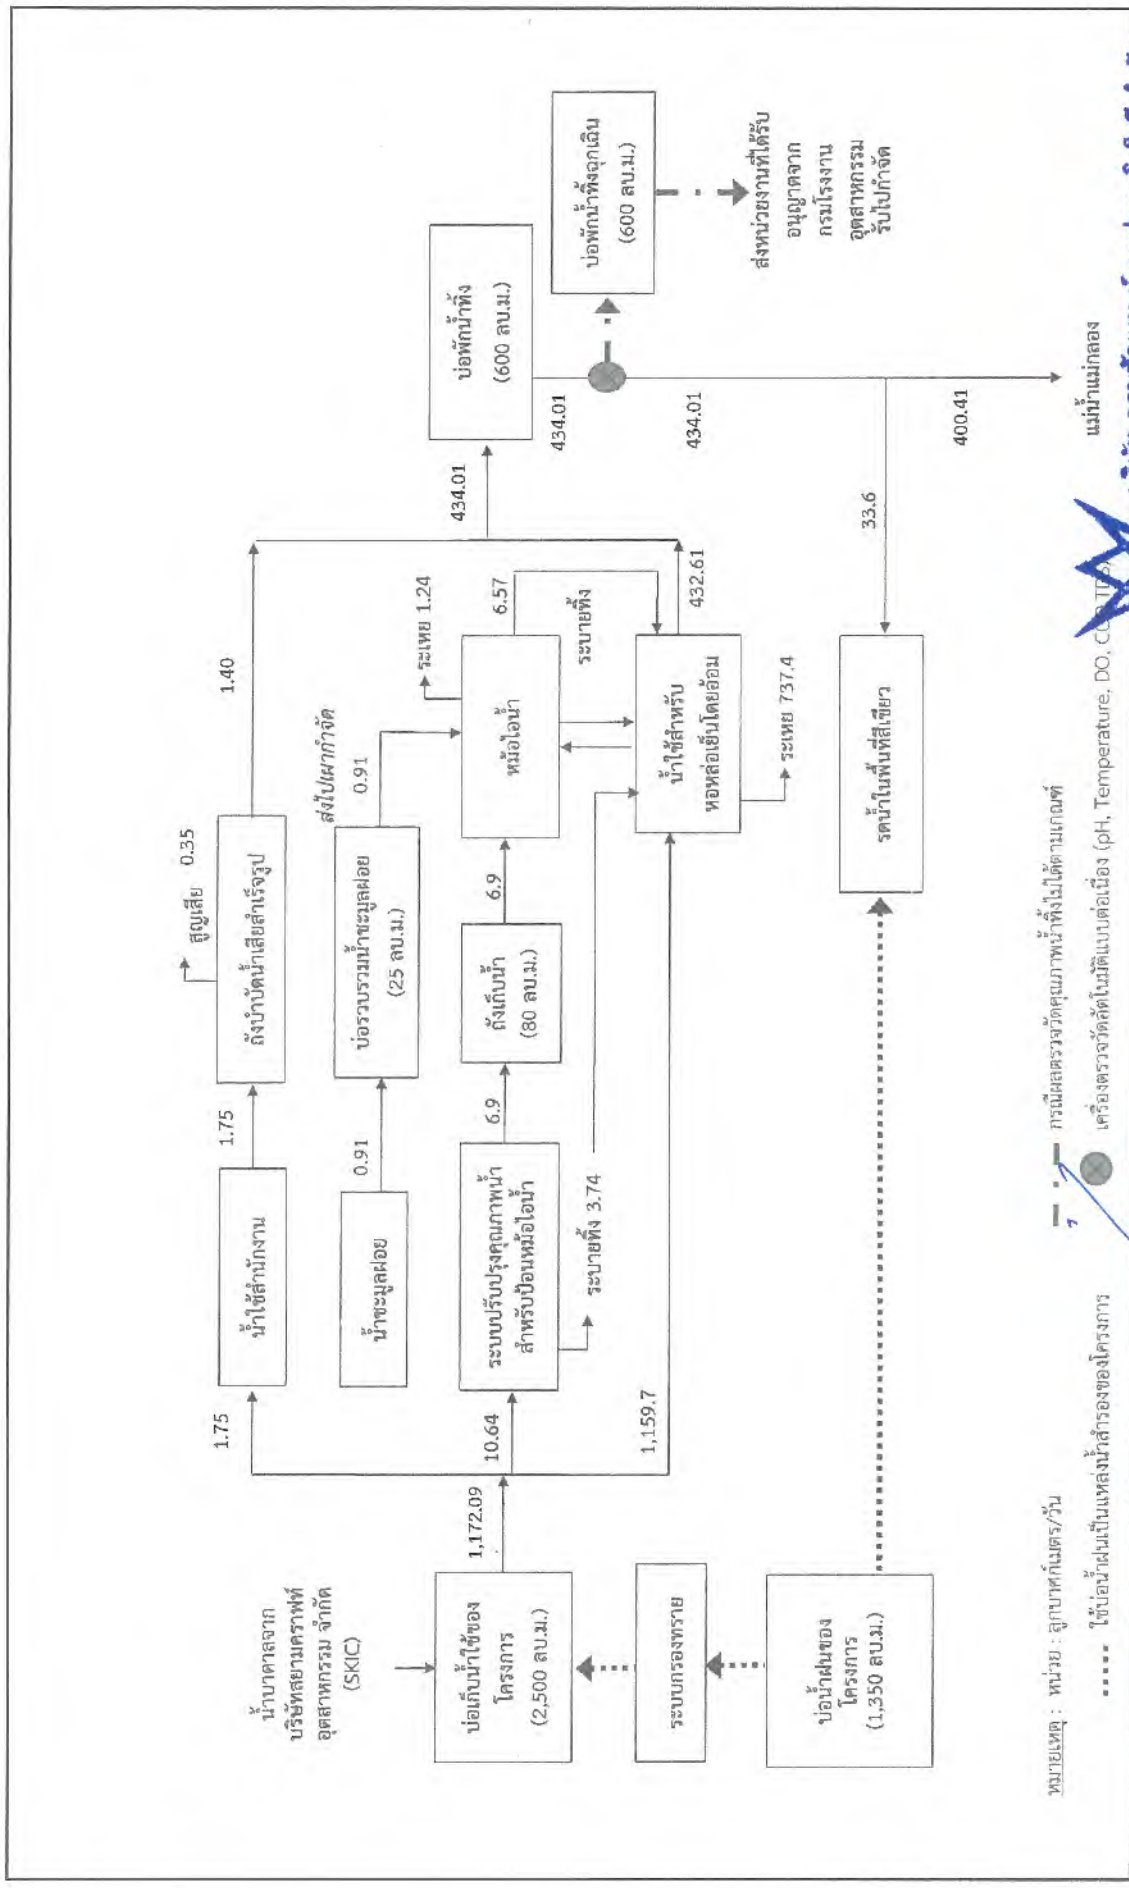 น้ำบาดาลจาก
บริษัทสยามคราฟท์
อุตสาหกรรม จำกัด
(SKIC)
บ่อเก็บน้ำใช้ของ
โครงการ
(2,500 ลบ.ม.)
ระบบกรองทราย
บ่อน้ำฝนของ
โครงการ
(1,350 ลบ.ม.)
1,172.09
1.75
10.64
1,159.7
น้ำใช้สำนักงาน
1.75
ถังบำบัดน้ำเสียสำเร็จรูป
สูญเสีย 0.35
1.40
น้ำชะมูลฝอย
0.91
บ่อรวบรวมน้ำชะมูลฝอย
(25 ลบ.ม.)
ส่งไปเผากำจัด
0.91
ระบบปรับปรุงคุณภาพน้ำ
สำหรับป้อนหม้อไอน้ำ
ระบายทิ้ง 3.74
6.9
ถังเก็บน้ำ
(80 ลบ.ม.)
6.9
หม้อไอน้ำ
ระเหย 1.24
6.57
ระบายทิ้ง
น้ำใช้สำหรับ
หอหล่อเย็นโดยอ้อม
ระเหย 737.4
432.61
434.01
บ่อพักน้ำทิ้ง
(600 ลบ.ม.)
434.01
434.01
บ่อพักน้ำทิ้งฉุกเฉิน
(600 ลบ.ม.)
ส่งหน่วยงานที่ได้รับ
อนุญาตจาก
กรมโรงงาน
อุตสาหกรรม
รับไปกำจัด
รดน้ำในพื้นที่สีเขียว
33.6
400.41
แม่น้ำแม่กลอง
หมายเหตุ : หน่วย : ลูกบาศก์เมตร/วัน
กรณีผลตรวจวัดคุณภาพน้ำทิ้งไม่ได้ตามเกณฑ์
ใช้บ่อน้ำฝนเป็นแหล่งน้ำสำรองของโครงการ
เครื่องตรวจวัดอัตโนมัติแบบต่อเนื่อง (pH, Temperature, DO,